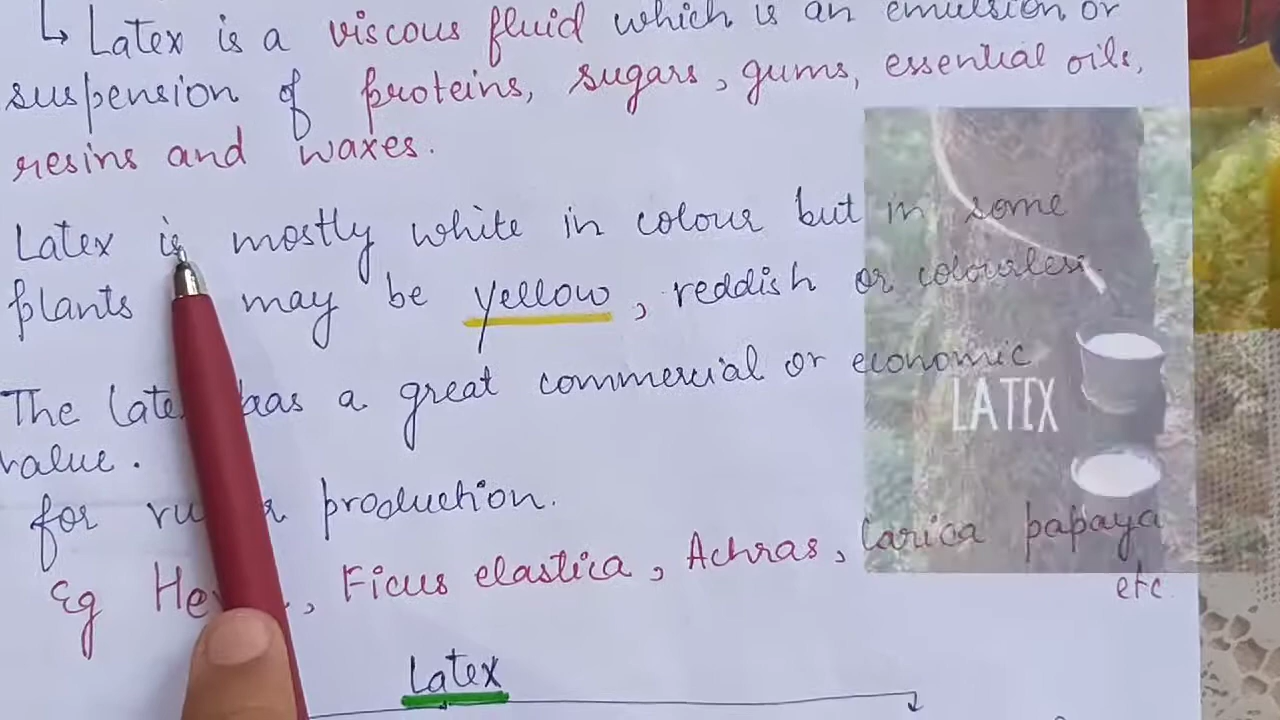 ↳ Latex is a viscous fluid which is an emulsion or
suspension of proteins, sugars, gums, essential oils,
resins and waxes.
Latex is mostly white in colour but in some
plants may be yellow, reddish or colourless.
The latex has a great commercial or economic
value.
for production.
Eg Ficus elastica, Achras, Carica papaya
etc.
LATEX
Latex